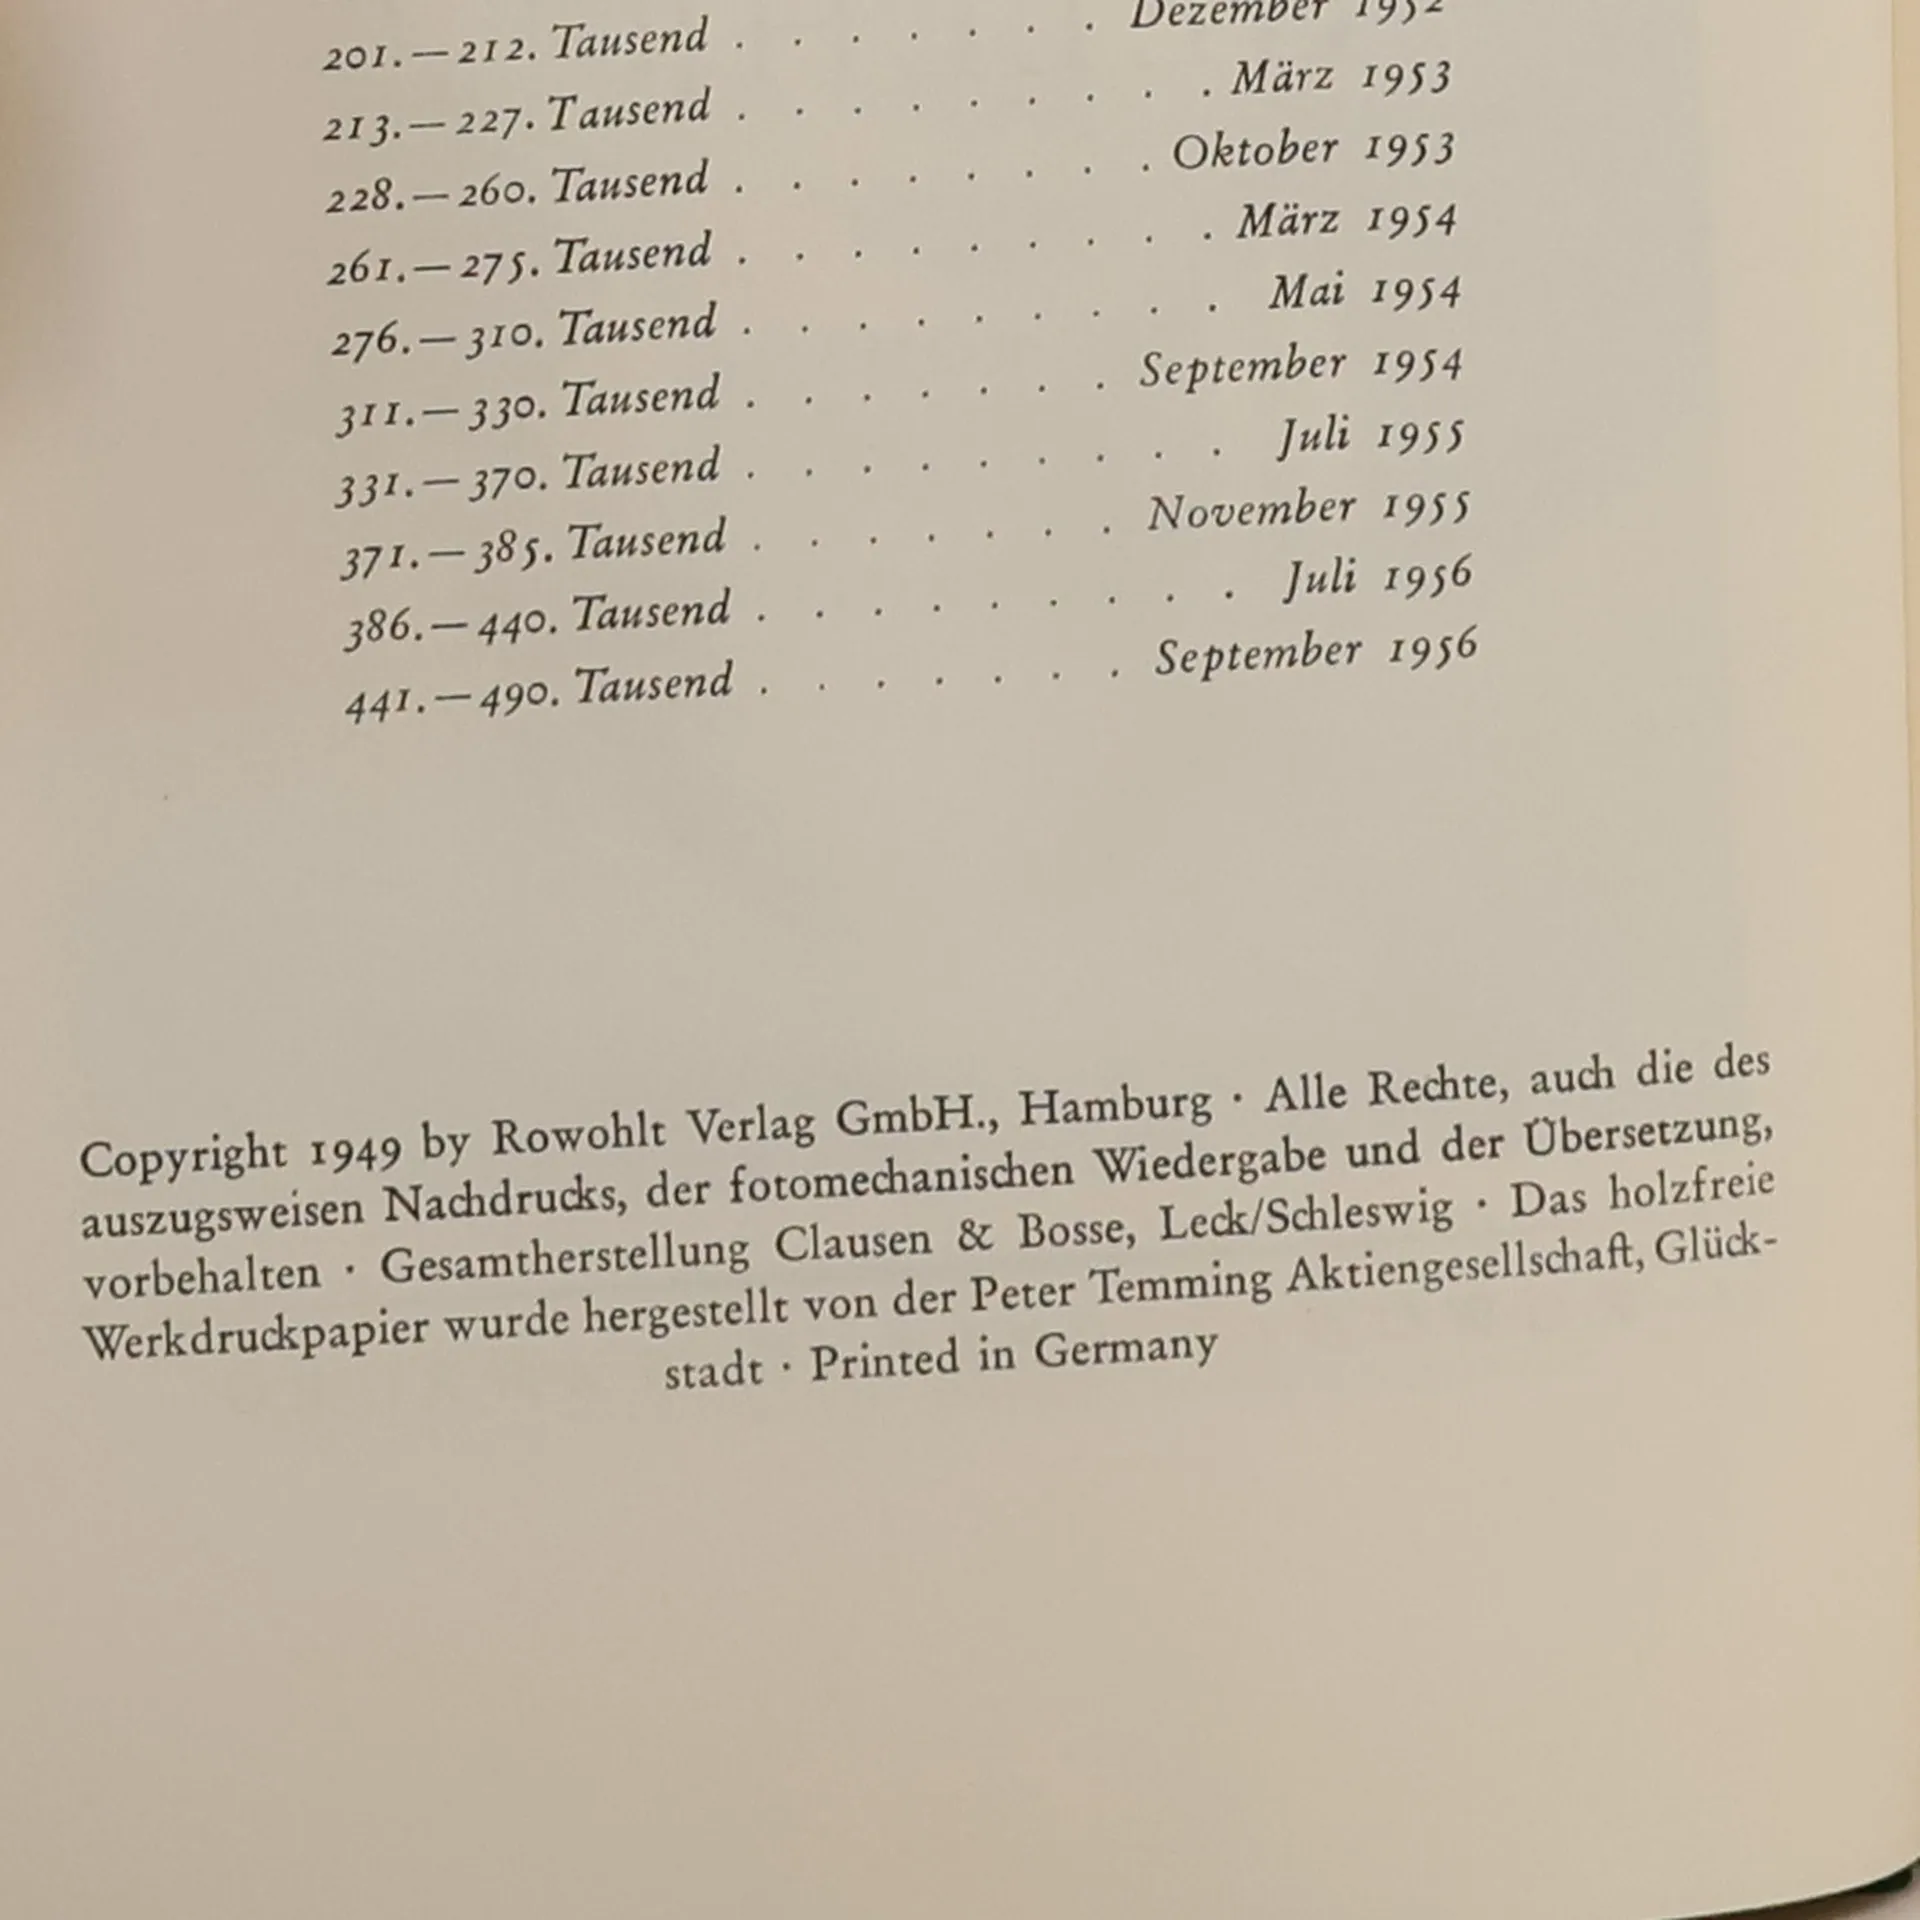 201.—212. Tausend . . . . . . . Dezember 1952
213.—227. Tausend . . . . . . . . . März 1953
228.—260. Tausend . . . . . . . . Oktober 1953
261.—275. Tausend . . . . . . . . . März 1954
276.—310. Tausend . . . . . . . . . Mai 1954
311.—330. Tausend . . . . . . . September 1954
331.—370. Tausend . . . . . . . . . Juli 1955
371.—385. Tausend . . . . . . . November 1955
386.—440. Tausend . . . . . . . . . Juli 1956
441.—490. Tausend . . . . . . . September 1956
Copyright 1949 by Rowohlt Verlag GmbH., Hamburg · Alle Rechte, auch die des
auszugsweisen Nachdrucks, der fotomechanischen Wiedergabe und der Übersetzung,
vorbehalten · Gesamtherstellung Clausen & Bosse, Leck/Schleswig · Das holzfreie
Werkdruckpapier wurde hergestellt von der Peter Temming Aktiengesellschaft, Glück-
stadt · Printed in Germany